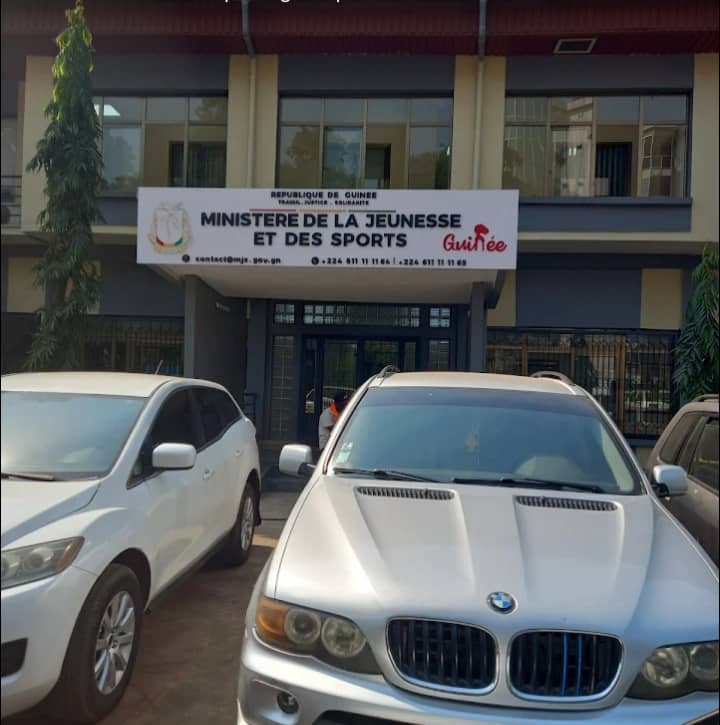 REPUBLIQUE DE GUINEE
TRAVAIL . JUSTICE . SOLIDARITE
MINISTERE DE LA JEUNESSE
ET DES SPORTS
Guinée
contact@mjs.gov.gn +224 611 11 11 64 | +224 611 11 11 65